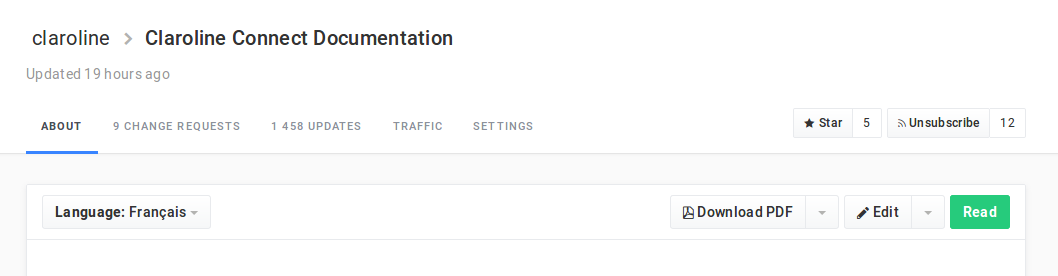 claroline > Claroline Connect Documentation
Updated 19 hours ago
ABOUT 9 CHANGE REQUESTS 1 458 UPDATES TRAFFIC SETTINGS Star 5 Unsubscribe 12
Language: Français Download PDF Edit Read